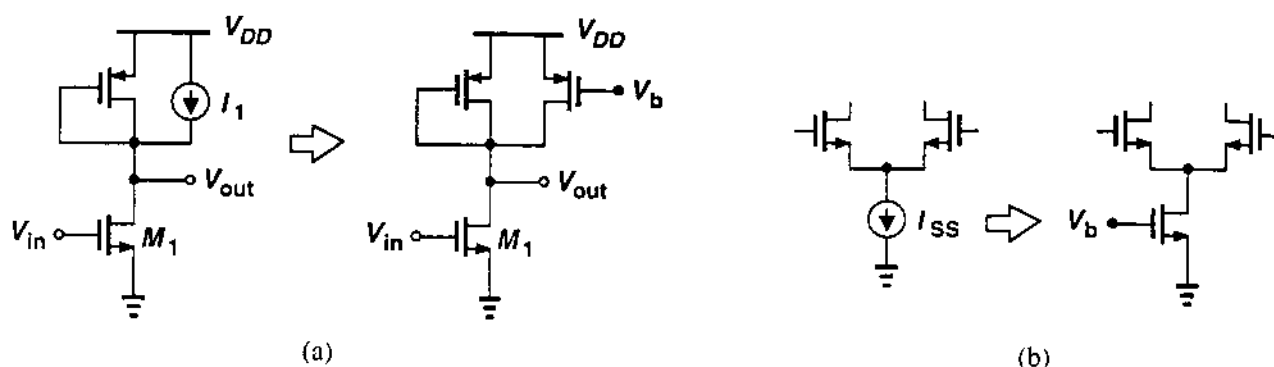 V_DD
I_1
V_out
V_in
M_1
V_DD
V_b
V_out
V_in
M_1
(a)
I_SS
V_b
(b)